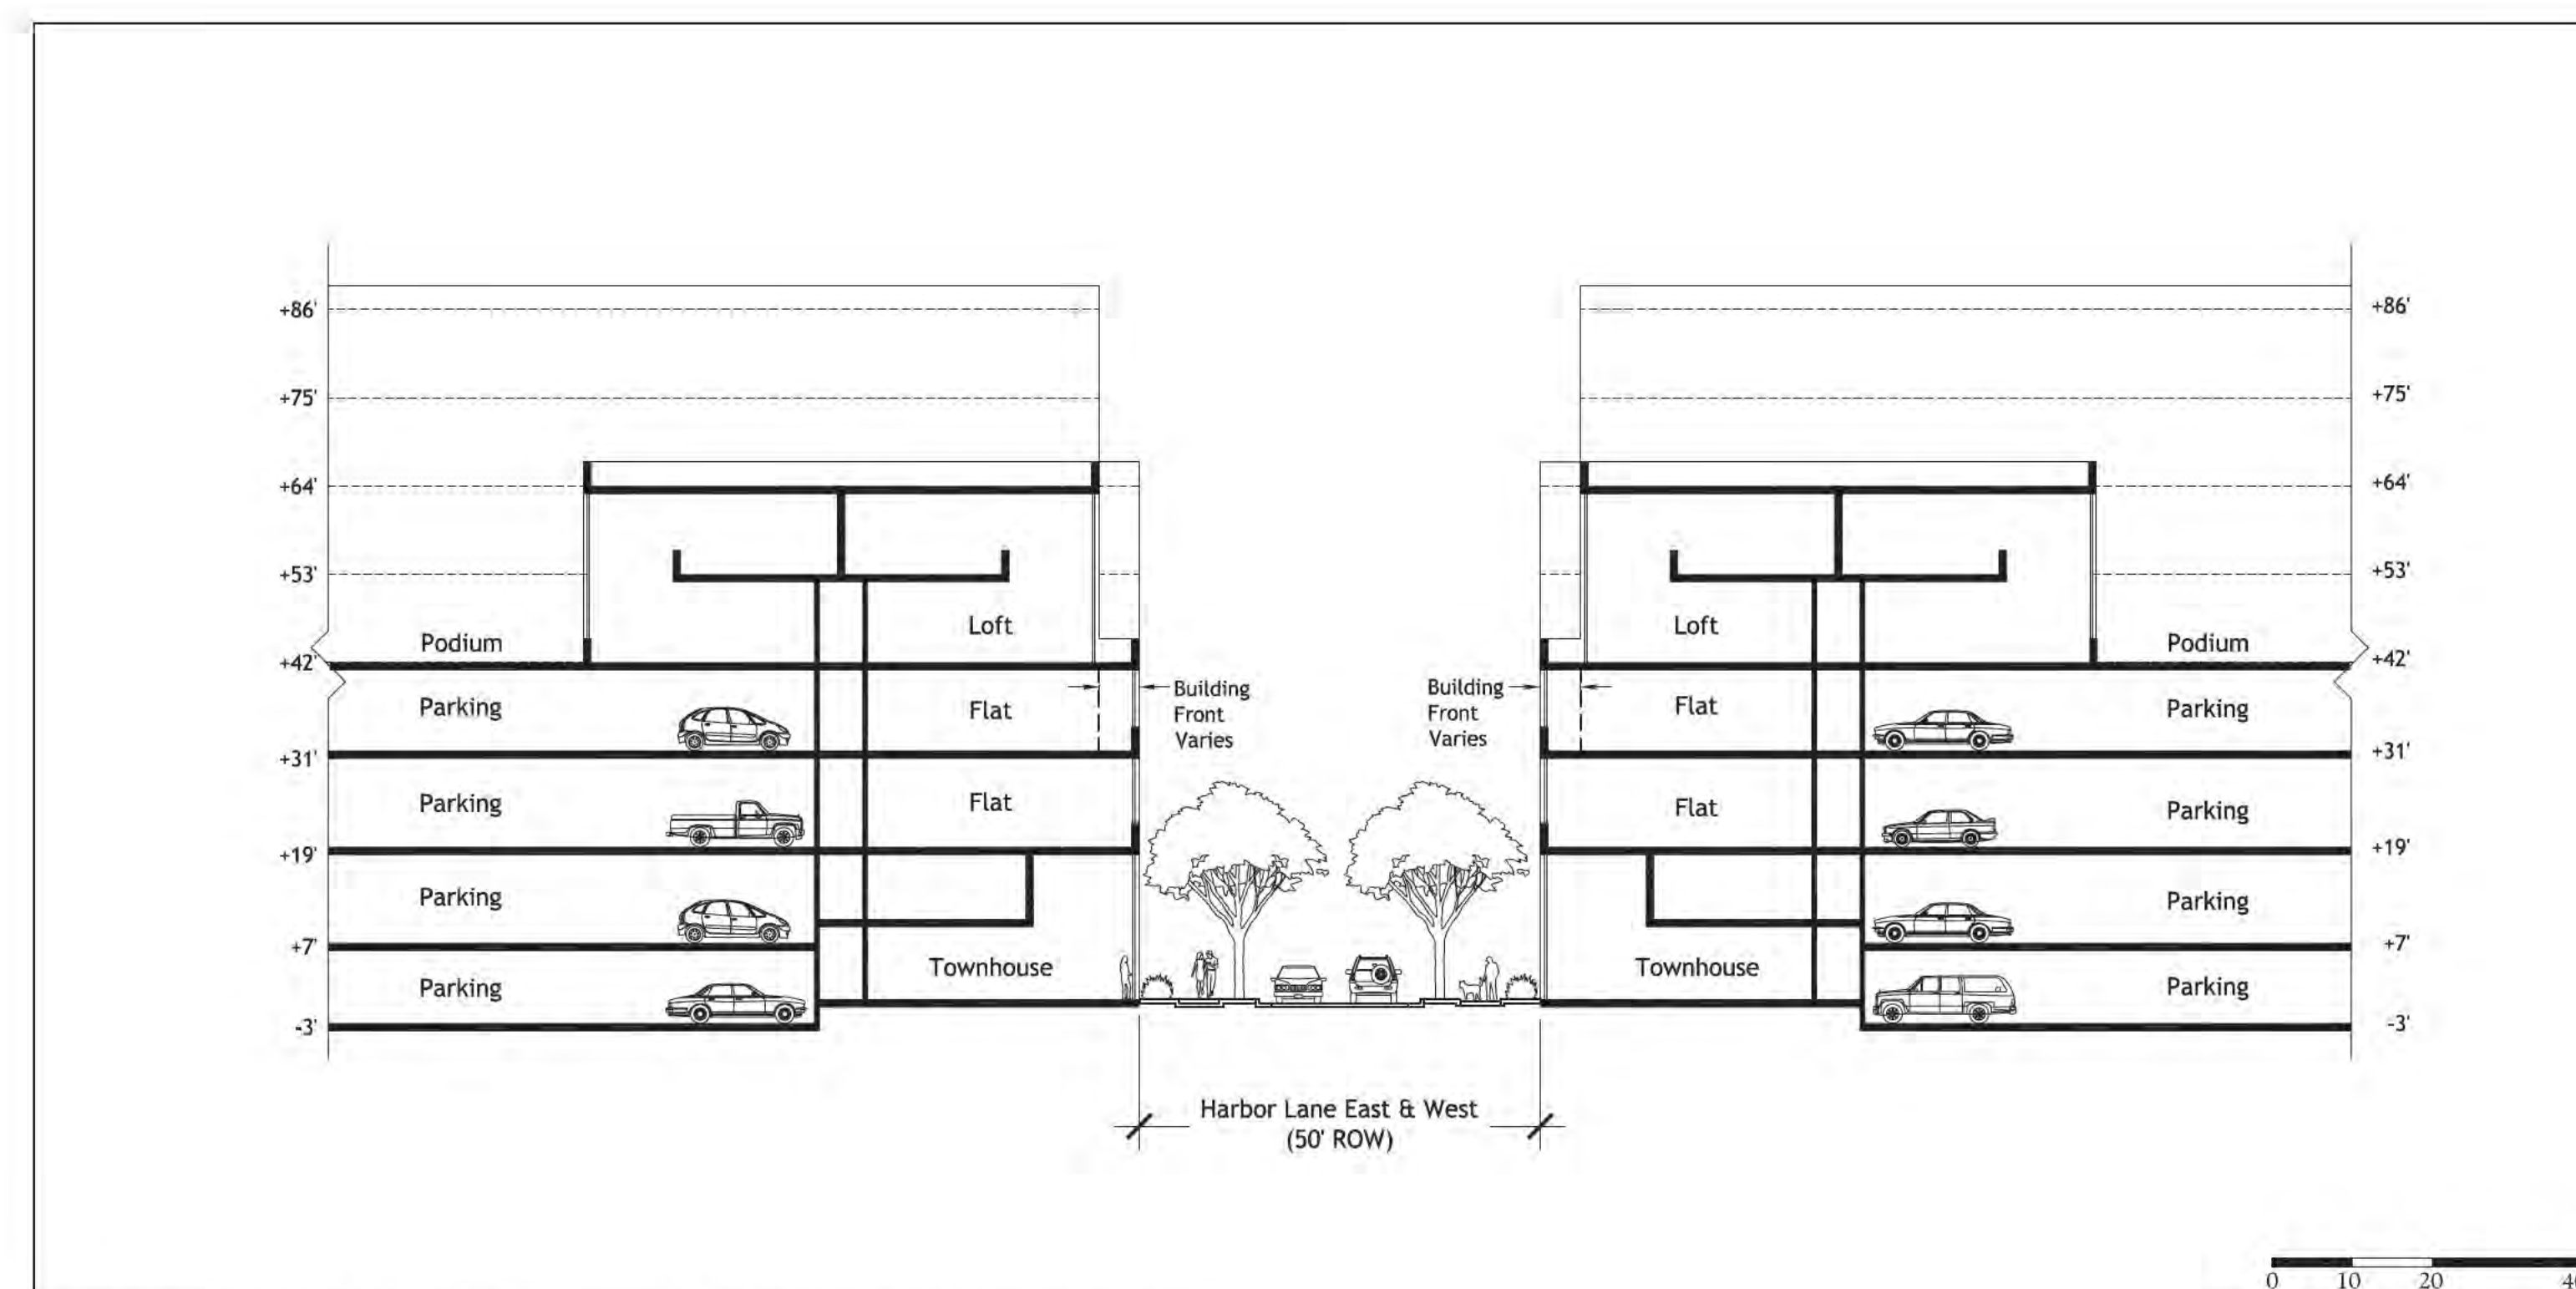 +86'
+86'
+75'
+75'
+64'
+64'
+53'
+53'
Loft
Loft
Podium
Podium
+42'
+42'
Parking
Flat
Building
Front
Varies
Building
Front
Varies
Flat
Parking
+31'
+31'
Parking
Flat
Flat
Parking
+19'
+19'
Parking
Parking
+7'
+7'
Parking
Townhouse
Townhouse
Parking
-3'
-3'
Harbor Lane East & West
(50' ROW)
0 10 20